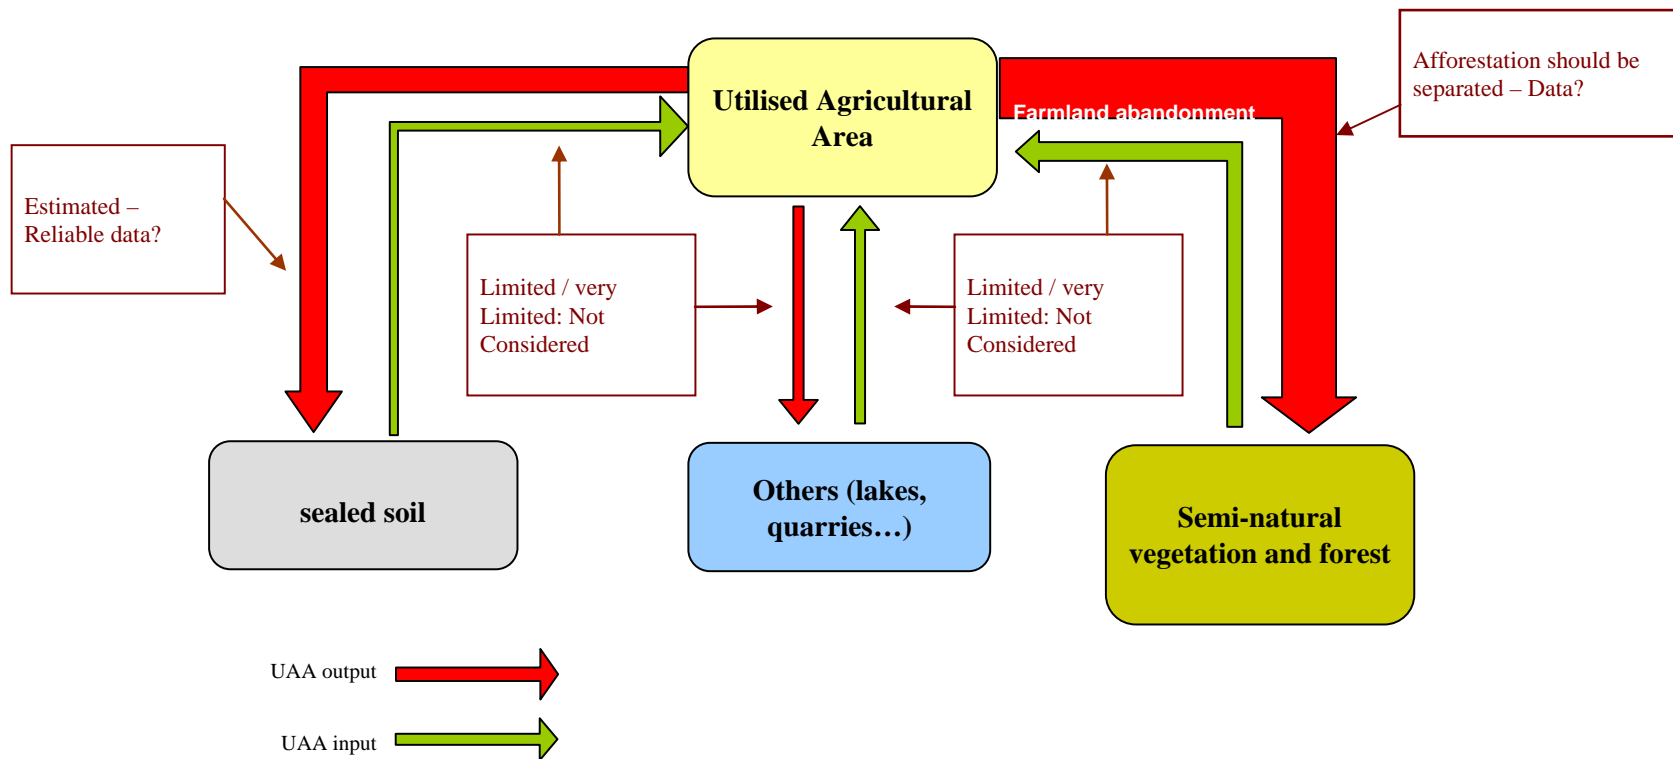 Utilised Agricultural
Area
Farmland abandonment
Afforestation should be
separated – Data?
Estimated –
Reliable data?
Limited / very
Limited: Not
Considered
Limited / very
Limited: Not
Considered
sealed soil
Others (lakes,
quarries…)
Semi-natural
vegetation and forest
UAA output
UAA input